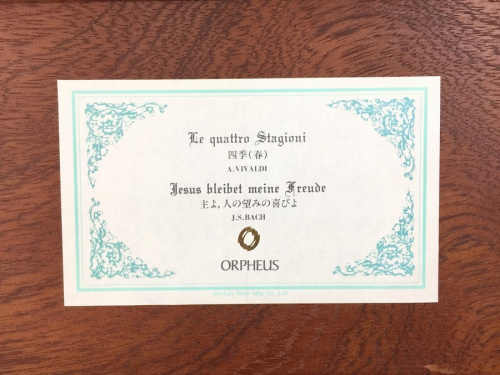 Le quattro Stagioni
四季(春)
A.VIVALDI
Jesus bleibet meine Freude
主よ,人の望みの喜びよ
J.S.BACH
ORPHEUS